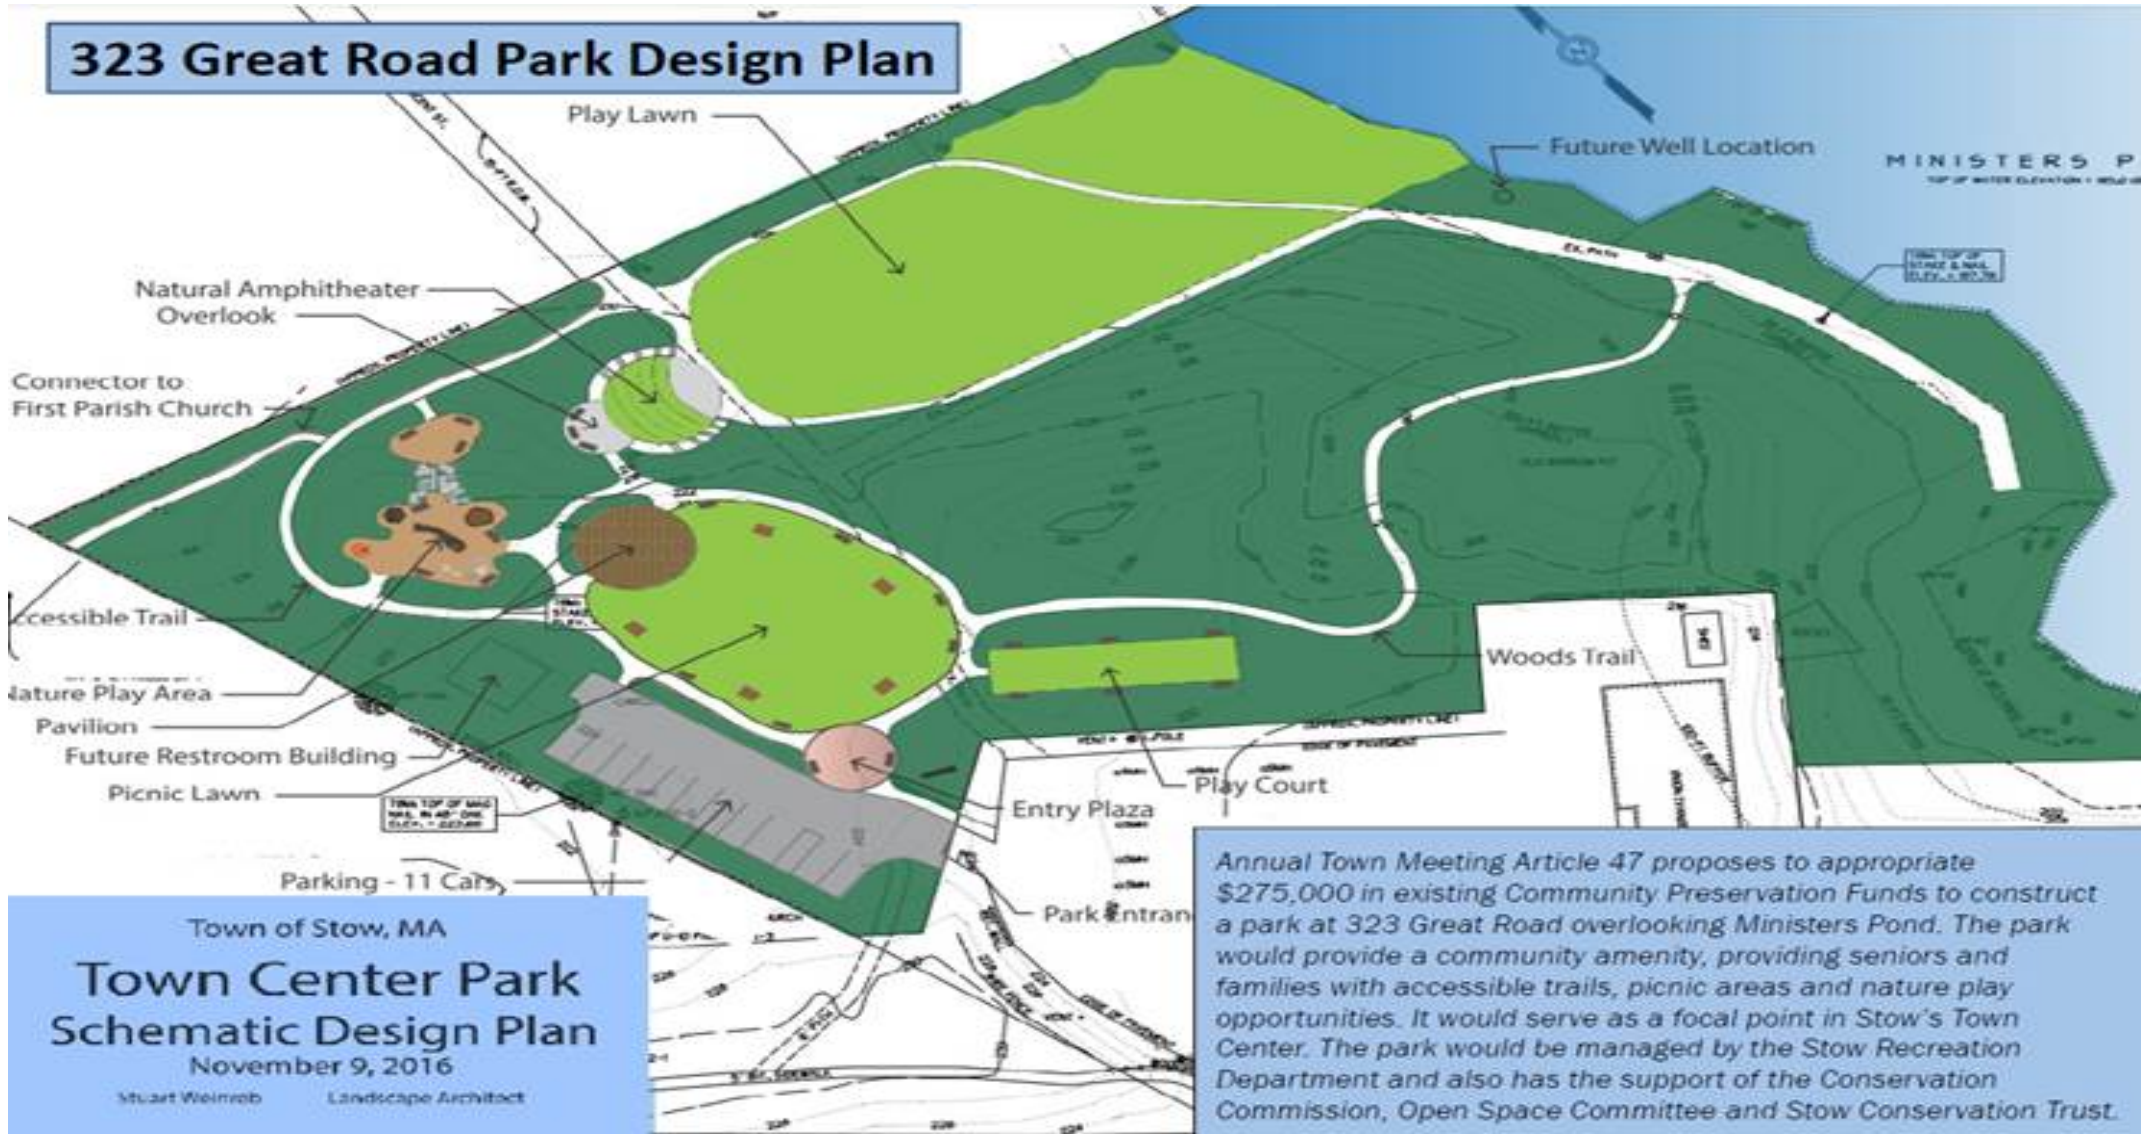 323 Great Road Park Design Plan
Play Lawn
Future Well Location
MINISTERS P
Natural Amphitheater
Overlook
EX. PATH
Connector to
First Parish Church
ccessible Trail
Woods Trail
Nature Play Area
Pavilion
Future Restroom Building
Picnic Lawn
Play Court
Entry Plaza
EDGE OF PAVEMENT
Parking - 11 Cars
Park Entran
Town of Stow, MA
Town Center Park
Schematic Design Plan
November 9, 2016
Stuart Weinreb Landscape Architect
Annual Town Meeting Article 47 proposes to appropriate
$275,000 in existing Community Preservation Funds to construct
a park at 323 Great Road overlooking Ministers Pond. The park
would provide a community amenity, providing seniors and
families with accessible trails, picnic areas and nature play
opportunities. It would serve as a focal point in Stow's Town
Center. The park would be managed by the Stow Recreation
Department and also has the support of the Conservation
Commission, Open Space Committee and Stow Conservation Trust.